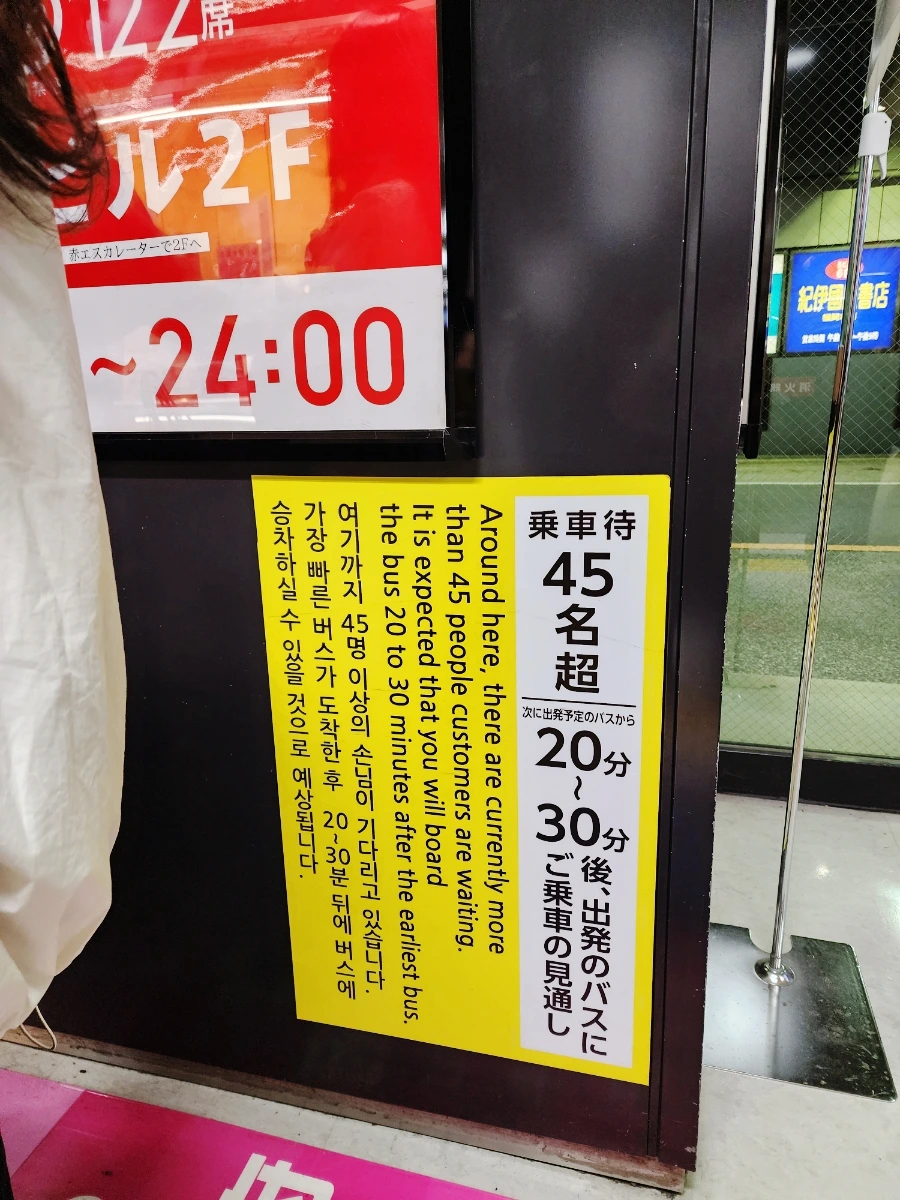 122席
ビル2F
赤エスカレーターで2Fへ
~24:00
紀伊國
書店
乗車待
45
名
超
次に出発予定のバスから
20分
~
30分
後、出発のバスに
ご乗車の見通し
Around here, there are currently more
than 45 people customers are waiting.
It is expected that you will board
the bus 20 to 30 minutes after the earliest bus.
여기까지 45명 이상의 손님이 기다리고 있습니다.
가장 빠른 버스가 도착한 후 20~30분 뒤에 버스에
승차하실 수 있을 것으로 예상됩니다.